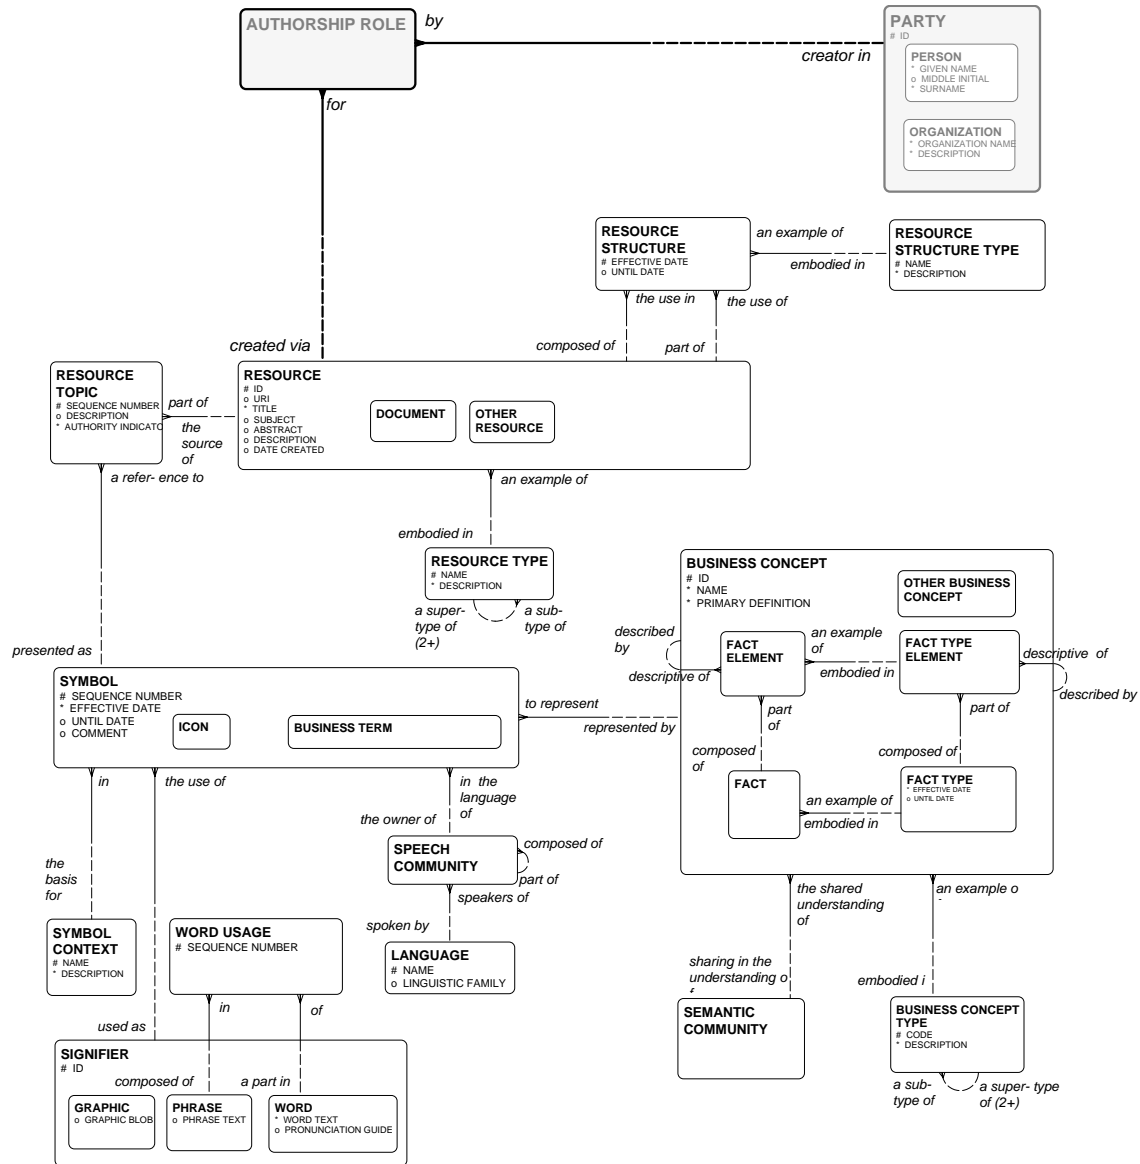 AUTHORSHIP ROLE
by
creator in
PARTY
# ID
PERSON
* GIVEN NAME
o MIDDLE INITIAL
* SURNAME
ORGANIZATION
* ORGANIZATION NAME
* DESCRIPTION
for
created via
RESOURCE
STRUCTURE
# EFFECTIVE DATE
o UNTIL DATE
an example of
embodied in
RESOURCE
STRUCTURE TYPE
# NAME
* DESCRIPTION
the use in
the use of
composed of
part of
RESOURCE
TOPIC
# SEQUENCE NUMBER
o DESCRIPTION
* AUTHORITY INDICATO
part of
the
source
of
a refer- ence to
RESOURCE
# ID
o URI
* TITLE
o SUBJECT
o ABSTRACT
o DESCRIPTION
o DATE CREATED
DOCUMENT
OTHER
RESOURCE
an example of
embodied in
RESOURCE TYPE
# NAME
* DESCRIPTION
a super-
type of
(2+)
a sub-
type of
presented as
SYMBOL
# SEQUENCE NUMBER
* EFFECTIVE DATE
o UNTIL DATE
o COMMENT
ICON
BUSINESS TERM
to represent
represented by
BUSINESS CONCEPT
# ID
* NAME
* PRIMARY DEFINITION
OTHER BUSINESS
CONCEPT
described
by
descriptive of
FACT
ELEMENT
an example
of
embodied in
FACT TYPE
ELEMENT
descriptive of
described by
part
of
composed
of
part of
composed of
FACT
an example of
embodied in
FACT TYPE
* EFFECTIVE DATE
o UNTIL DATE
in
the use of
in the
language
of
the owner of
SPEECH
COMMUNITY
composed of
part of
speakers of
spoken by
LANGUAGE
# NAME
o LINGUISTIC FAMILY
the
basis
for
SYMBOL
CONTEXT
# NAME
* DESCRIPTION
WORD USAGE
# SEQUENCE NUMBER
in
of
used as
SIGNIFIER
# ID
composed of
a part in
GRAPHIC
o GRAPHIC BLOB
PHRASE
o PHRASE TEXT
WORD
* WORD TEXT
o PRONUNCIATION GUIDE
the shared
understanding
of
sharing in the
understanding o
SEMANTIC
COMMUNITY
an example o
embodied i
BUSINESS CONCEPT
TYPE
# CODE
* DESCRIPTION
a sub-
type of
a super- type
of (2+)